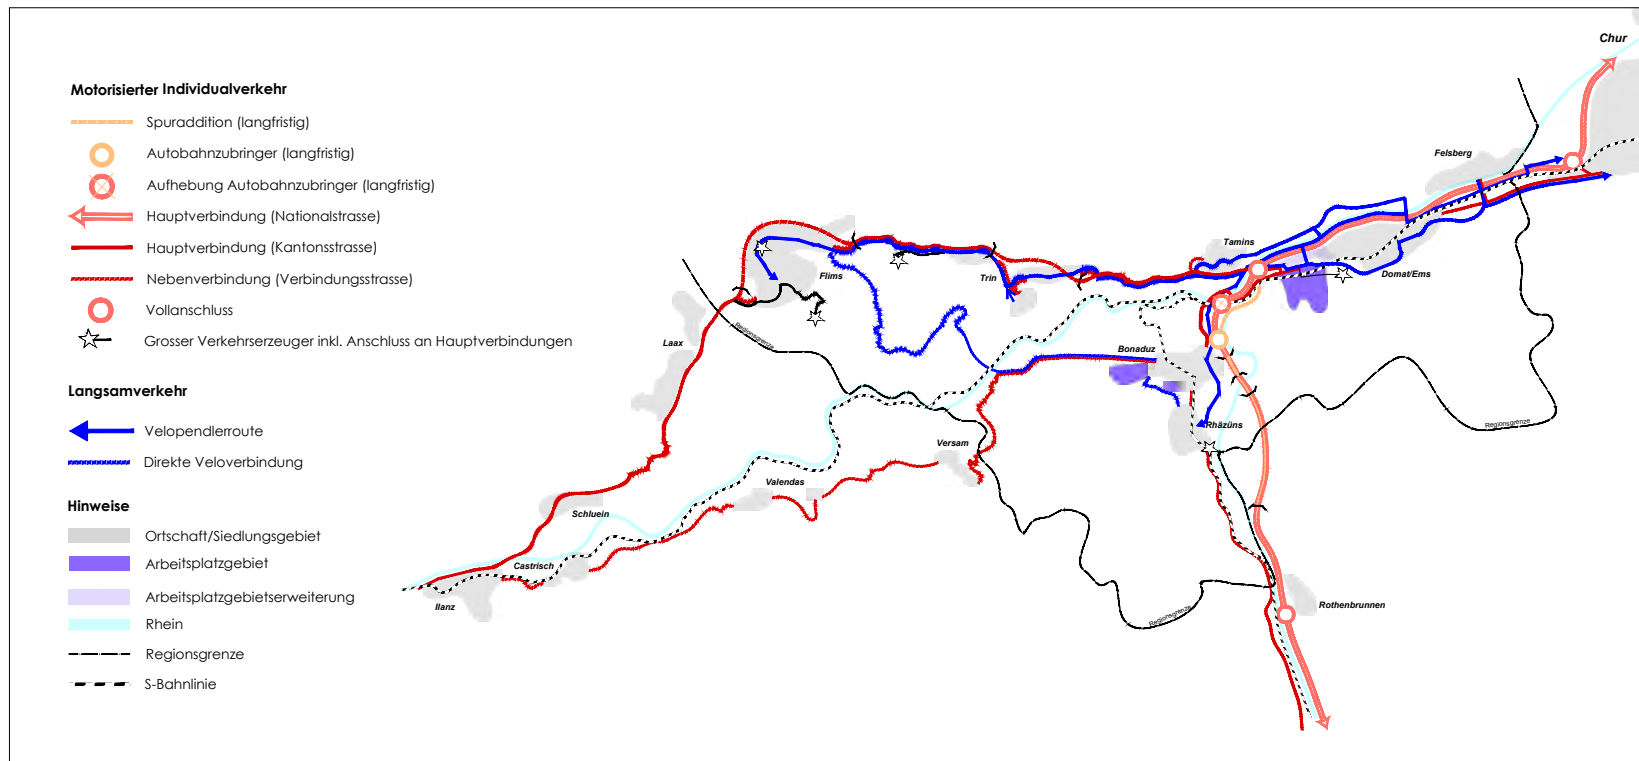 Motorisierter Individualverkehr
Spuraddition (langfristig)
Autobahnzubringer (langfristig)
Aufhebung Autobahnzubringer (langfristig)
Hauptverbindung (Nationalstrasse)
Hauptverbindung (Kantonsstrasse)
Nebenverbindung (Verbindungsstrasse)
Vollanschluss
Grosser Verkehrserzeuger inkl. Anschluss an Hauptverbindungen
Langsamverkehr
Velopendlerroute
Direkte Veloverbindung
Hinweise
Ortschaft/Siedlungsgebiet
Arbeitsplatzgebiet
Arbeitsplatzgebietserweiterung
Rhein
Regionsgrenze
S-Bahnlinie
Chur
Felsberg
Tamins
Domat/Ems
Flims
Trin
Regionsgrenze
Laax
Bonaduz
Rhäzüns
Regionsgrenze
Versam
Valendas
Schluein
Castrisch
Ilanz
Regionsgrenze
Rothenbrunnen